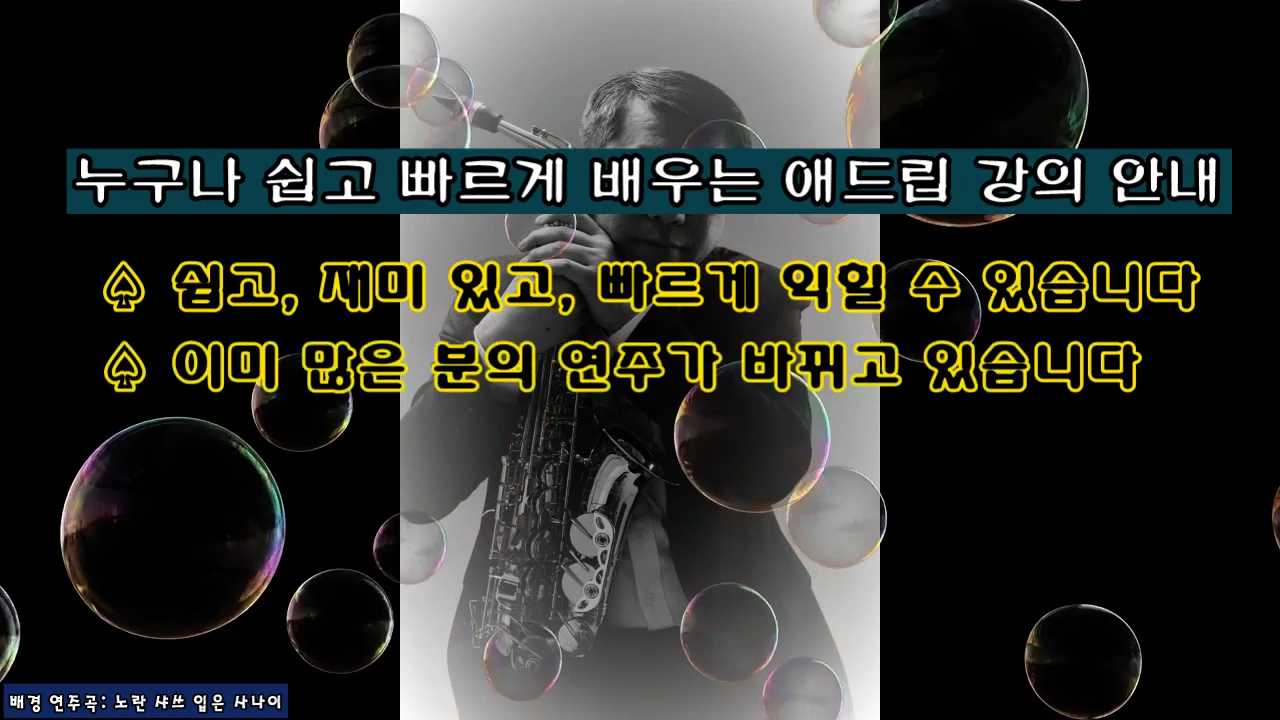 누구나 쉽고 빠르게 배우는 애드립 강의 안내
♠ 쉽고, 재미 있고, 빠르게 익힐 수 있습니다
♠ 이미 많은 분의 연주가 바뀌고 있습니다
배경 연주곡: 노란 샤쓰 입은 사나이